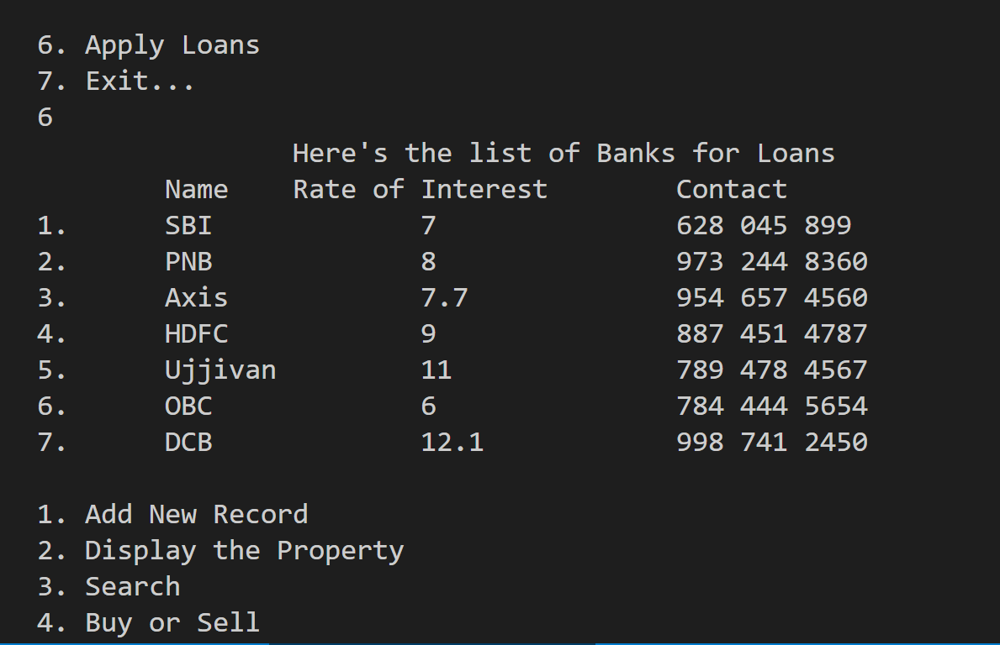 6. Apply Loans
7. Exit...
6
Here's the list of Banks for Loans
Name Rate of Interest Contact
1. SBI 7 628 045 899
2. PNB 8 973 244 8360
3. Axis 7.7 954 657 4560
4. HDFC 9 887 451 4787
5. Ujjivan 11 789 478 4567
6. OBC 6 784 444 5654
7. DCB 12.1 998 741 2450
1. Add New Record
2. Display the Property
3. Search
4. Buy or Sell